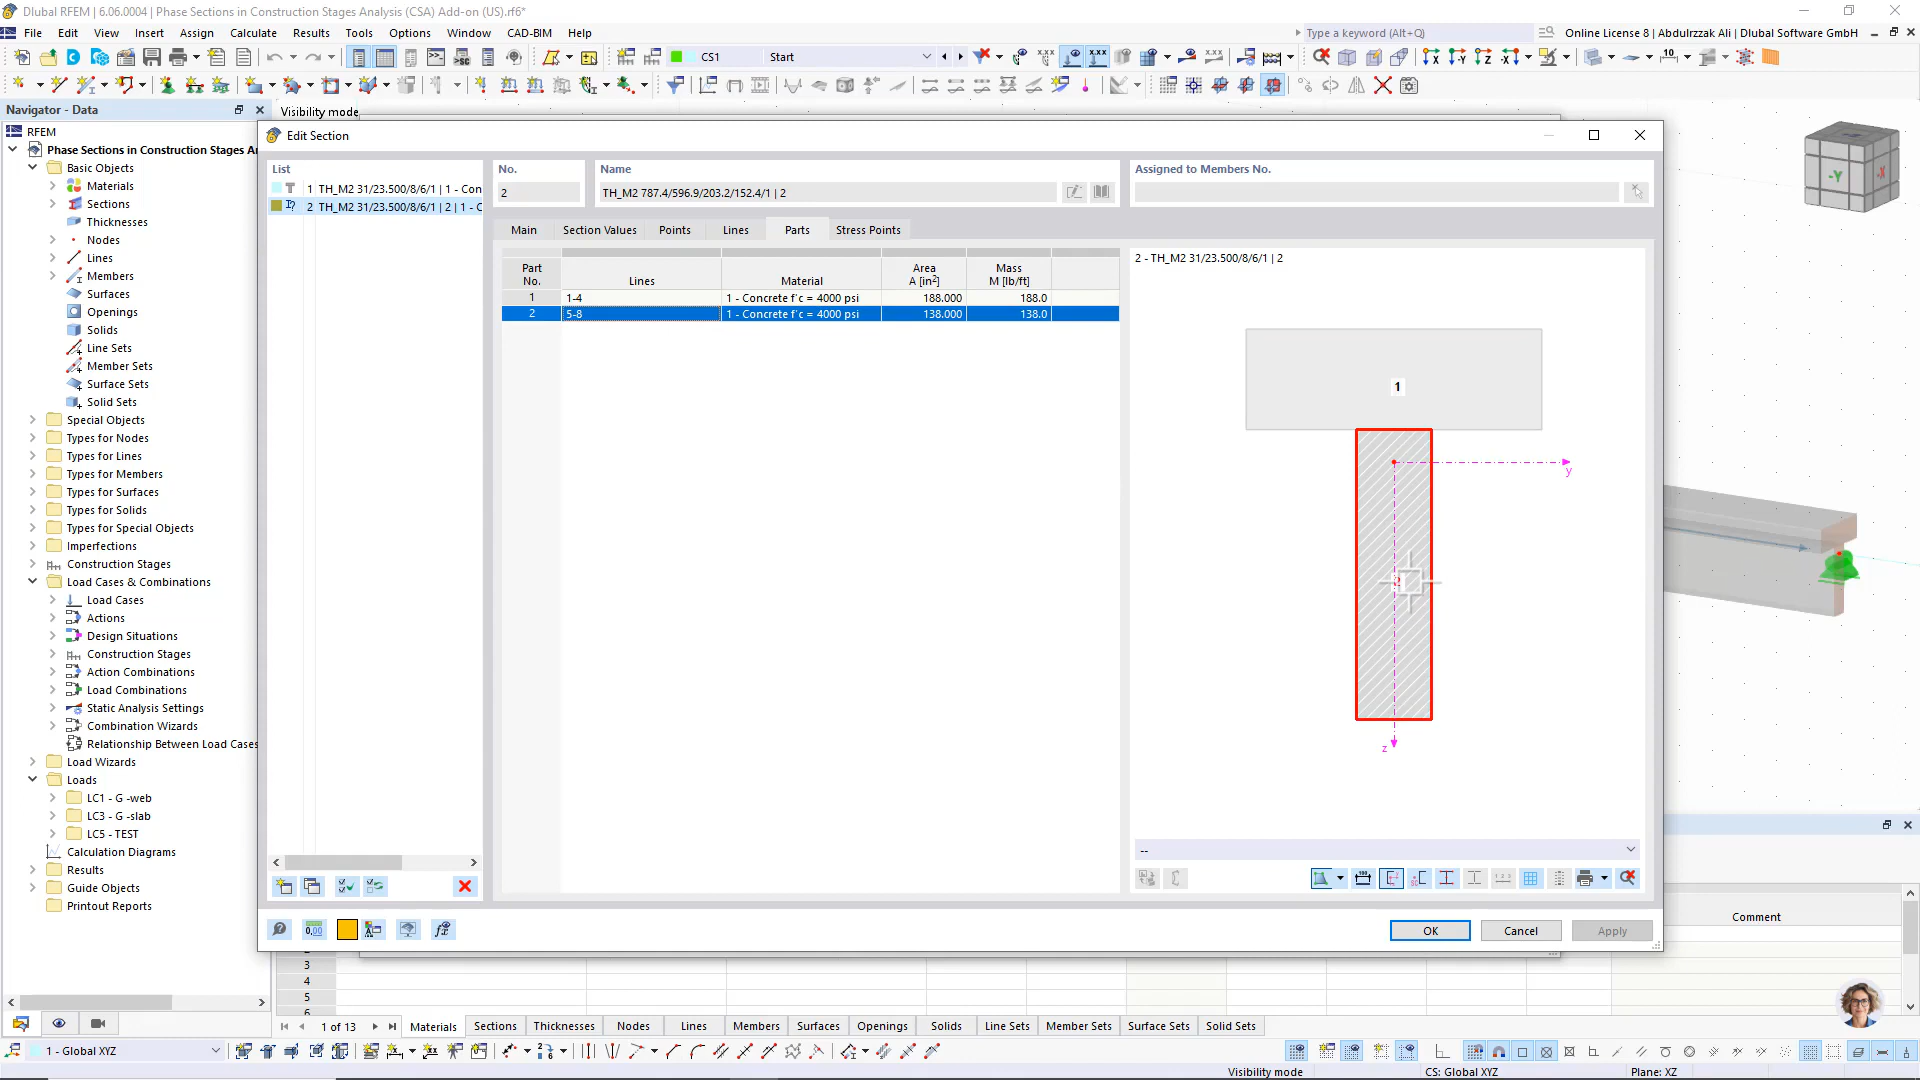 Dlubal RFEM | 6.06.0004 | Phase Sections in Construction Stages Analysis (CSA) Add-on (US).rf6*
File Edit View Insert Assign Calculate Results Tools Options Window CAD-BIM Help
Type a keyword (Alt+Q)
Online License 8 | Abdulrzzak Ali | Dlubal Software GmbH
CS1 Start
Navigator - Data
Visibility mode
RFEM
Phase Sections in Construction Stages An
Basic Objects
Materials
Sections
Thicknesses
Nodes
Lines
Members
Surfaces
Openings
Solids
Line Sets
Member Sets
Surface Sets
Solid Sets
Special Objects
Types for Nodes
Types for Lines
Types for Members
Types for Surfaces
Types for Solids
Types for Special Objects
Imperfections
Construction Stages
Load Cases & Combinations
Load Cases
Actions
Design Situations
Construction Stages
Action Combinations
Load Combinations
Static Analysis Settings
Combination Wizards
Relationship Between Load Cases
Load Wizards
Loads
LC1 - G -web
LC3 - G -slab
LC5 - TEST
Calculation Diagrams
Results
Guide Objects
Printout Reports
Edit Section
List
1 TH_M2 31/23.500/8/6/1 | 1 - Con
2 TH_M2 31/23.500/8/6/1 | 2 | 1 - C
No.
2
Name
TH_M2 787.4/596.9/203.2/152.4/1 | 2
Assigned to Members No.
Main Section Values Points Lines Parts Stress Points
Part No. Lines Material Area A [in2] Mass M [lb/ft]
1 1-4 1 - Concrete f'c = 4000 psi 188.000 188.0
2 5-8 1 - Concrete f'c = 4000 psi 138.000 138.0
2 - TH_M2 31/23.500/8/6/1 | 2
1
y
z
--
OK Cancel Apply
-Y -X
Comment
3
4
5
6
1 of 13 Materials Sections Thicknesses Nodes Lines Members Surfaces Openings Solids Line Sets Member Sets Surface Sets Solid Sets
1 - Global XYZ
Visibility mode CS: Global XYZ Plane: XZ